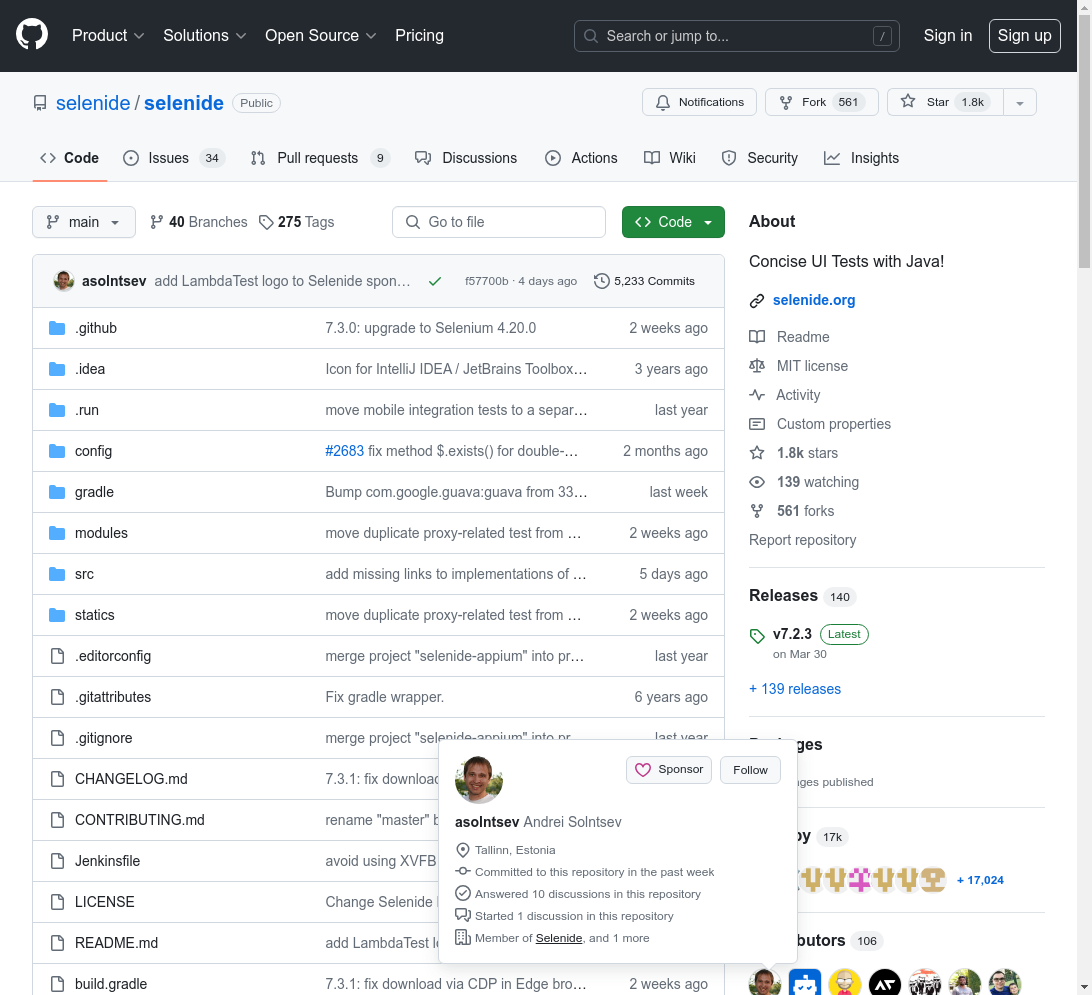 Product Solutions Open Source Pricing Search or jump to... / Sign in Sign up
selenide / selenide Public Notifications Fork 561 Star 1.8k
Code Issues 34 Pull requests 9 Discussions Actions Wiki Security Insights
main 40 Branches 275 Tags Go to file Code
asolntsev add LambdaTest logo to Selenide spon… f57700b · 4 days ago 5,233 Commits
.github 7.3.0: upgrade to Selenium 4.20.0 2 weeks ago
.idea Icon for IntelliJ IDEA / JetBrains Toolbox… 3 years ago
.run move mobile integration tests to a separ… last year
config #2683 fix method $.exists() for double-… 2 months ago
gradle Bump com.google.guava:guava from 33… last week
modules move duplicate proxy-related test from … 2 weeks ago
src add missing links to implementations of … 5 days ago
statics move duplicate proxy-related test from … 2 weeks ago
.editorconfig merge project "selenide-appium" into pr… last year
.gitattributes Fix gradle wrapper. 6 years ago
.gitignore merge project "selenide-appium" into pr… last year
CHANGELOG.md 7.3.1: fix download
CONTRIBUTING.md rename "master" b
Jenkinsfile avoid using XVFB
LICENSE Change Selenide
README.md add LambdaTest lo
build.gradle 7.3.1: fix download via CDP in Edge bro… 2 weeks ago
About
Concise UI Tests with Java!
selenide.org
Readme
MIT license
Activity
Custom properties
1.8k stars
139 watching
561 forks
Report repository
Releases 140
v7.2.3 Latest
on Mar 30
+ 139 releases
ges
ges published
by 17k
+ 17,024
butors 106
Sponsor Follow
asolntsev Andrei Solntsev
Tallinn, Estonia
Committed to this repository in the past week
Answered 10 discussions in this repository
Started 1 discussion in this repository
Member of Selenide, and 1 more